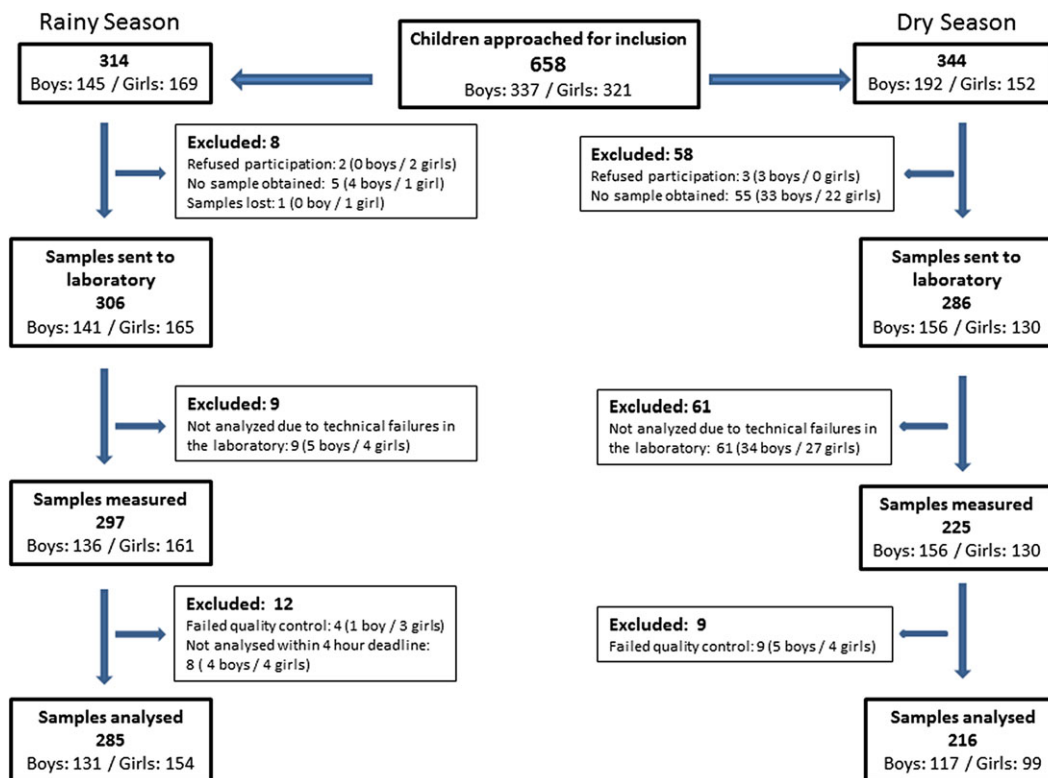 Rainy Season
314
Boys: 145 / Girls: 169
Children approached for inclusion
658
Boys: 337 / Girls: 321
Dry Season
344
Boys: 192 / Girls: 152
Excluded: 8
Refused participation: 2 (0 boys / 2 girls)
No sample obtained: 5 (4 boys / 1 girl)
Samples lost: 1 (0 boy / 1 girl)
Excluded: 58
Refused participation: 3 (3 boys / 0 girls)
No sample obtained: 55 (33 boys / 22 girls)
Samples sent to
laboratory
306
Boys: 141 / Girls: 165
Samples sent to
laboratory
286
Boys: 156 / Girls: 130
Excluded: 9
Not analyzed due to technical failures in
the laboratory: 9 (5 boys / 4 girls)
Excluded: 61
Not analyzed due to technical failures in
the laboratory: 61 (34 boys / 27 girls)
Samples measured
297
Boys: 136 / Girls: 161
Samples measured
225
Boys: 156 / Girls: 130
Excluded: 12
Failed quality control: 4 (1 boy / 3 girls)
Not analysed within 4 hour deadline:
8 ( 4 boys / 4 girls)
Excluded: 9
Failed quality control: 9 (5 boys / 4 girls)
Samples analysed
285
Boys: 131 / Girls: 154
Samples analysed
216
Boys: 117 / Girls: 99